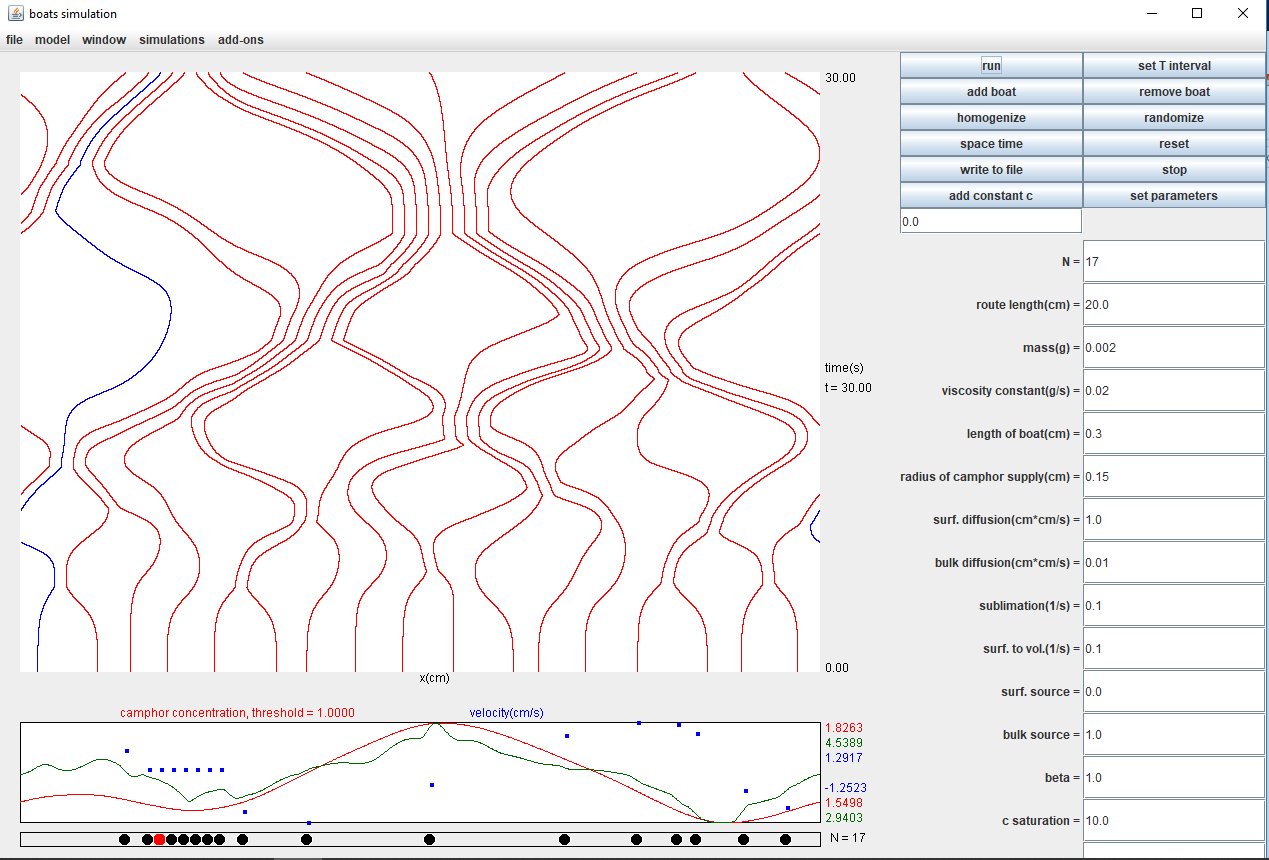 boats simulation
file model window simulations add-ons
run set T interval
add boat remove boat
homogenize randomize
space time reset
write to file stop
add constant c set parameters
0.0
30.00
N = 17
route length(cm) = 20.0
mass(g) = 0.002
time(s)
t = 30.00
viscosity constant(g/s) = 0.02
length of boat(cm) = 0.3
radius of camphor supply(cm) = 0.15
surf. diffusion(cm*cm/s) = 1.0
bulk diffusion(cm*cm/s) = 0.01
sublimation(1/s) = 0.1
surf. to vol.(1/s) = 0.1
0.00
x(cm)
surf. source = 0.0
camphor concentration, threshold = 1.0000 velocity(cm/s)
1.8263
bulk source = 1.0
4.5389
1.2917
beta = 1.0
-1.2523
1.5498
2.9403
c saturation = 10.0
N = 17